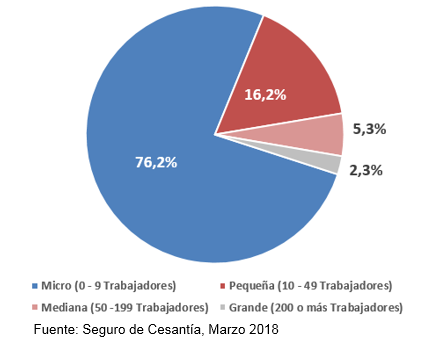 16,2%
5,3%
76,2%
2,3%
Micro (0 - 9 Trabajadores)
Pequeña (10 - 49 Trabajadores)
Mediana (50 -199 Trabajadores)
Grande (200 o más Trabajadores)
Fuente: Seguro de Cesantía, Marzo 2018